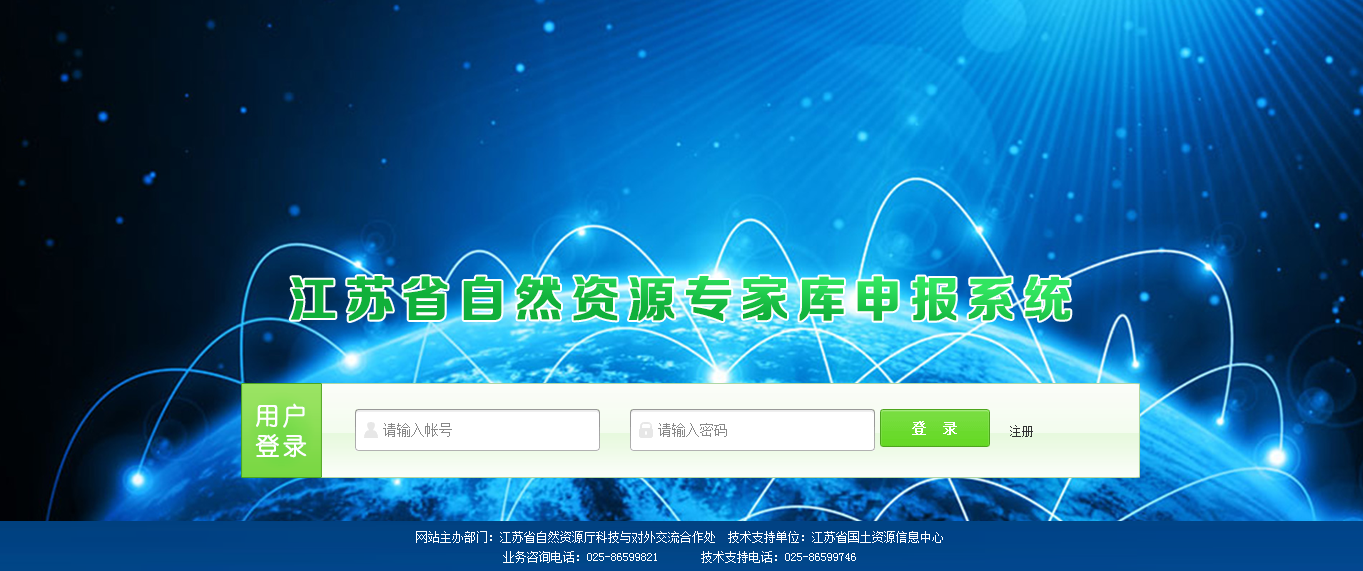 江苏省自然资源专家库申报系统
用户
登录
请输入帐号
请输入密码
登 录
注册
网站主办部门：江苏省自然资源厅科技与对外交流合作处 技术支持单位：江苏省国土资源信息中心
业务咨询电话：025-86599821 技术支持电话：025-86599746